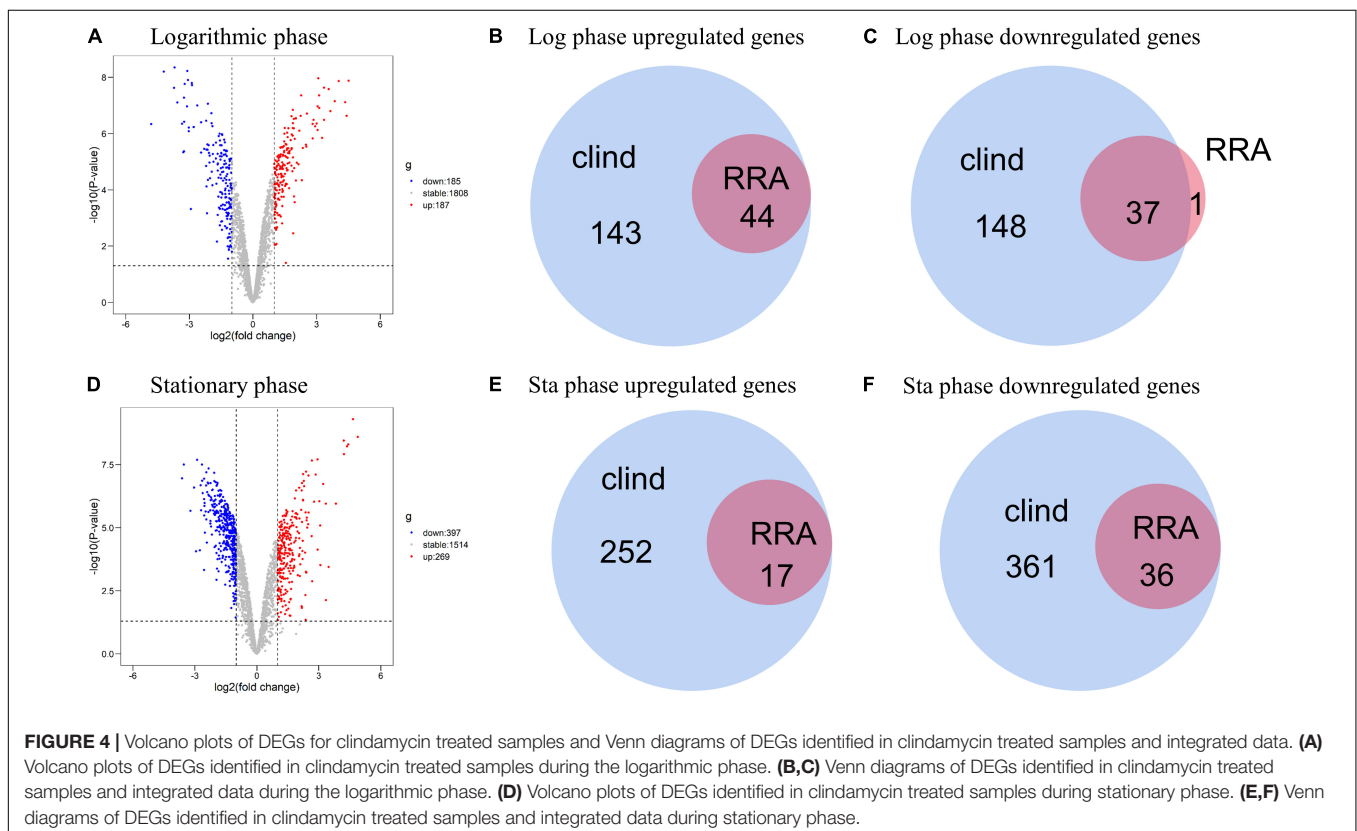 A Logarithmic phase
8
6
4
2
0
-log10(P-value)
-6 -3 0 3 6
log2(fold change)
g
down:185
stable:1808
up:187
B Log phase upregulated genes
clind
143
RRA
44
C Log phase downregulated genes
clind
148
37
1
RRA
D Stationary phase
7.5
5.0
2.5
0.0
-log10(P-value)
-6 -3 0 3 6
log2(fold change)
g
down:397
stable:1514
up:269
E Sta phase upregulated genes
clind
252
RRA
17
F Sta phase downregulated genes
clind
361
RRA
36
FIGURE 4 | Volcano plots of DEGs for clindamycin treated samples and Venn diagrams of DEGs identified in clindamycin treated samples and integrated data. (A)
Volcano plots of DEGs identified in clindamycin treated samples during the logarithmic phase. (B,C) Venn diagrams of DEGs identified in clindamycin treated
samples and integrated data during the logarithmic phase. (D) Volcano plots of DEGs identified in clindamycin treated samples during stationary phase. (E,F) Venn
diagrams of DEGs identified in clindamycin treated samples and integrated data during stationary phase.